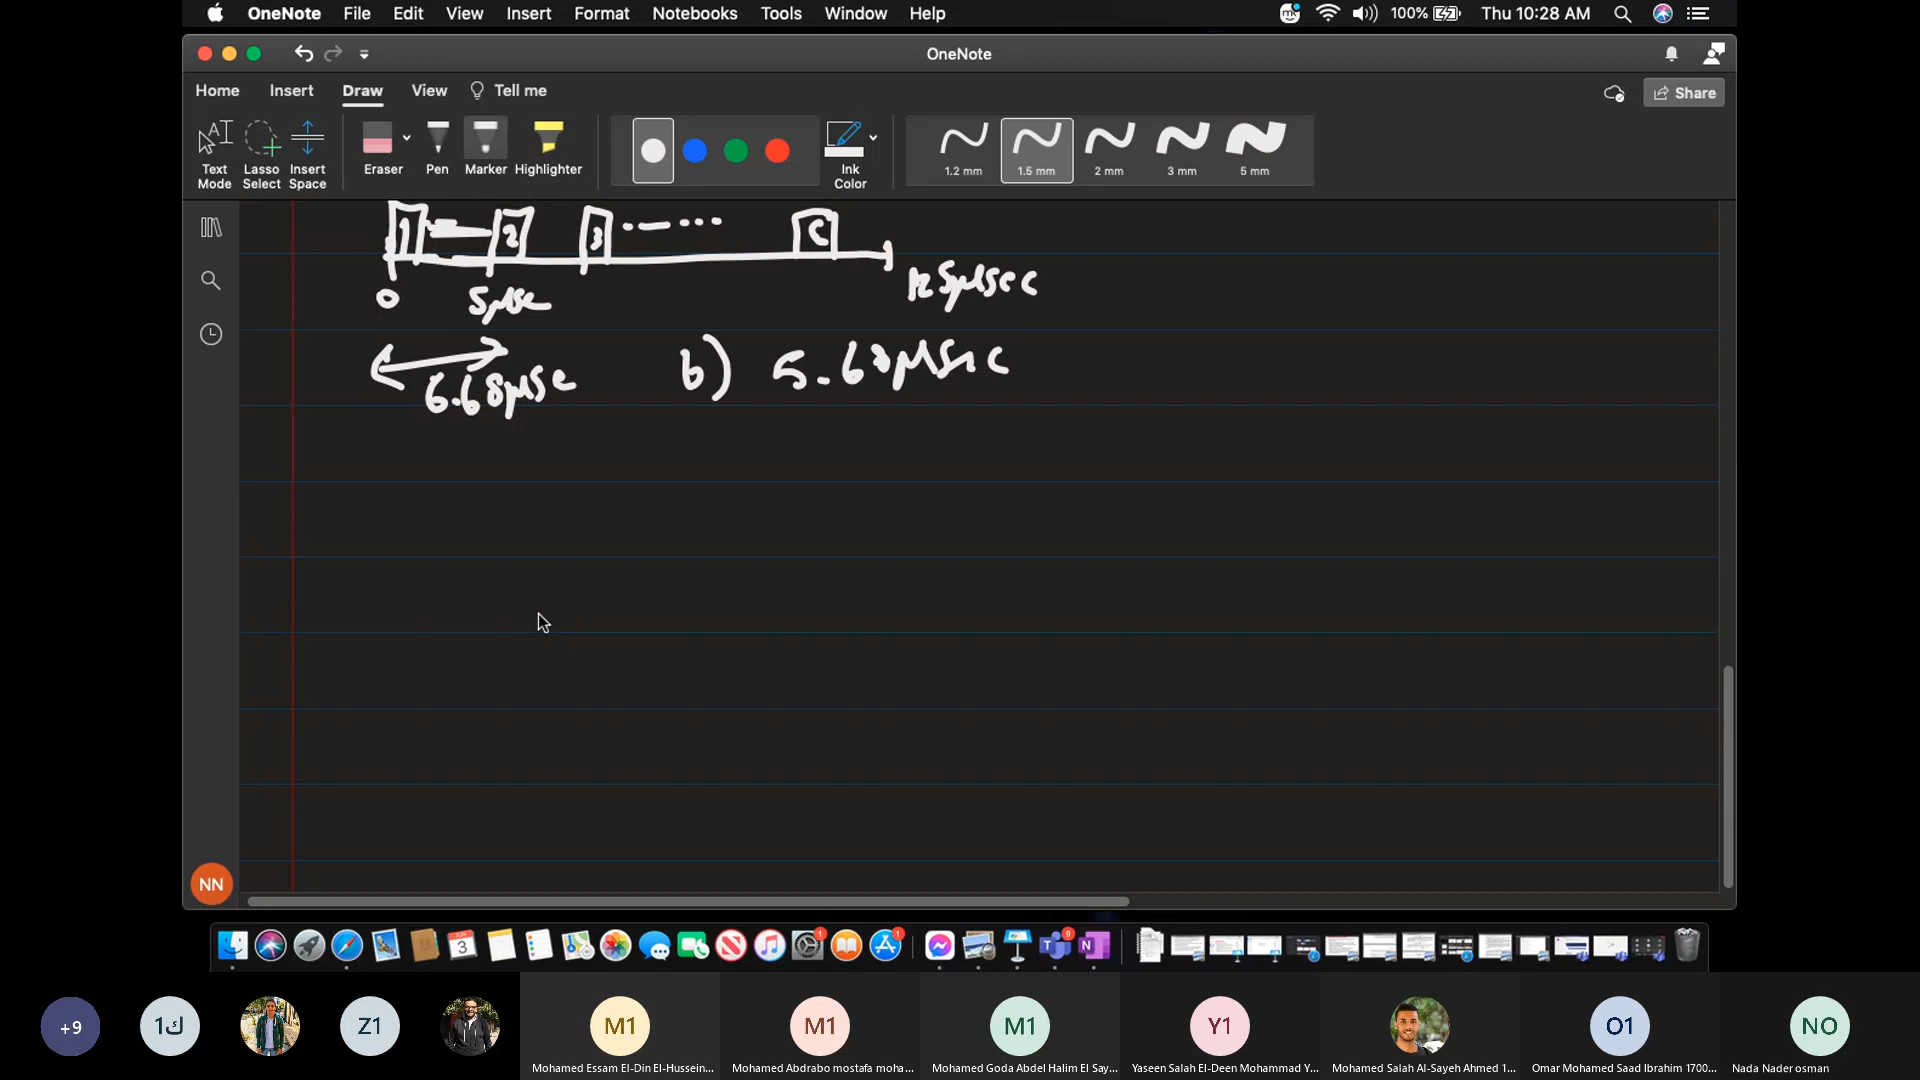 OneNote File Edit View Insert Format Notebooks Tools Window Help
100% Thu 10:28 AM
OneNote
Home Insert Draw View Tell me
Share
Text Mode
Lasso Select
Insert Space
Eraser
Pen
Marker
Highlighter
Ink Color
1.2 mm
1.5 mm
2 mm
3 mm
5 mm
1 2 3 C
0 5μsec 125μsec
6.68μsec b) 5.68μsec
NN
3
+9
ك1
Z1
M1
M1
M1
Y1
O1
NO
Mohamed Essam El-Din El-Hussein...
Mohamed Abdrabo mostafa moha...
Mohamed Goda Abdel Halim El Say...
Yaseen Salah El-Deen Mohammad Y...
Mohamed Salah Al-Sayeh Ahmed 1...
Omar Mohamed Saad Ibrahim 1700...
Nada Nader osman